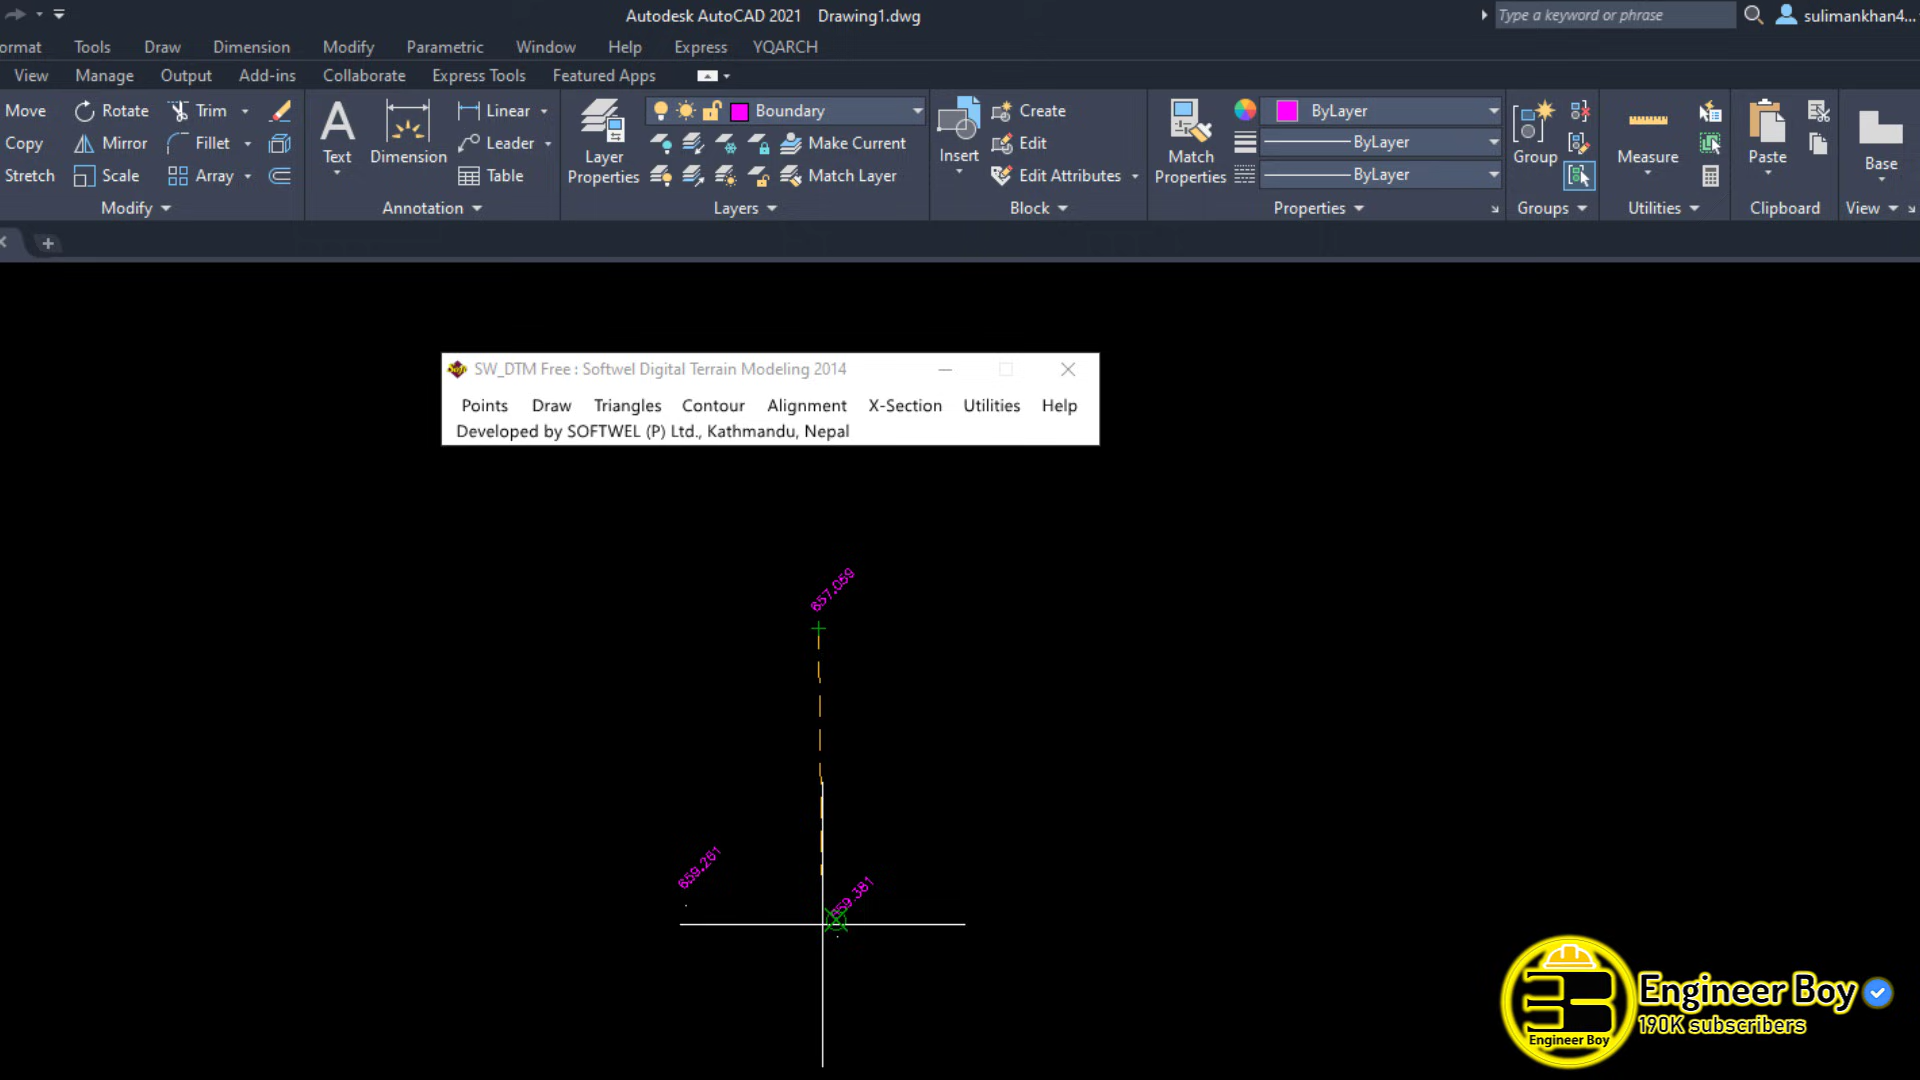 Autodesk AutoCAD 2021 Drawing1.dwg
Type a keyword or phrase
sulimankhan4...
ormat Tools Draw Dimension Modify Parametric Window Help Express YQARCH
View Manage Output Add-ins Collaborate Express Tools Featured Apps
Move Rotate Trim
Copy Mirror Fillet
Stretch Scale Array
Modify
Text
Dimension
Linear
Leader
Table
Annotation
Layer
Properties
Boundary
Make Current
Match Layer
Layers
Insert
Create
Edit
Edit Attributes
Block
Match
Properties
ByLayer
ByLayer
ByLayer
Properties
Group
Groups
Measure
Utilities
Paste
Clipboard
Base
View
SW_DTM Free : Softwel Digital Terrain Modeling 2014
Points Draw Triangles Contour Alignment X-Section Utilities Help
Developed by SOFTWEL (P) Ltd., Kathmandu, Nepal
657.059
659.261
659.381
Engineer Boy
Engineer Boy
190K subscribers